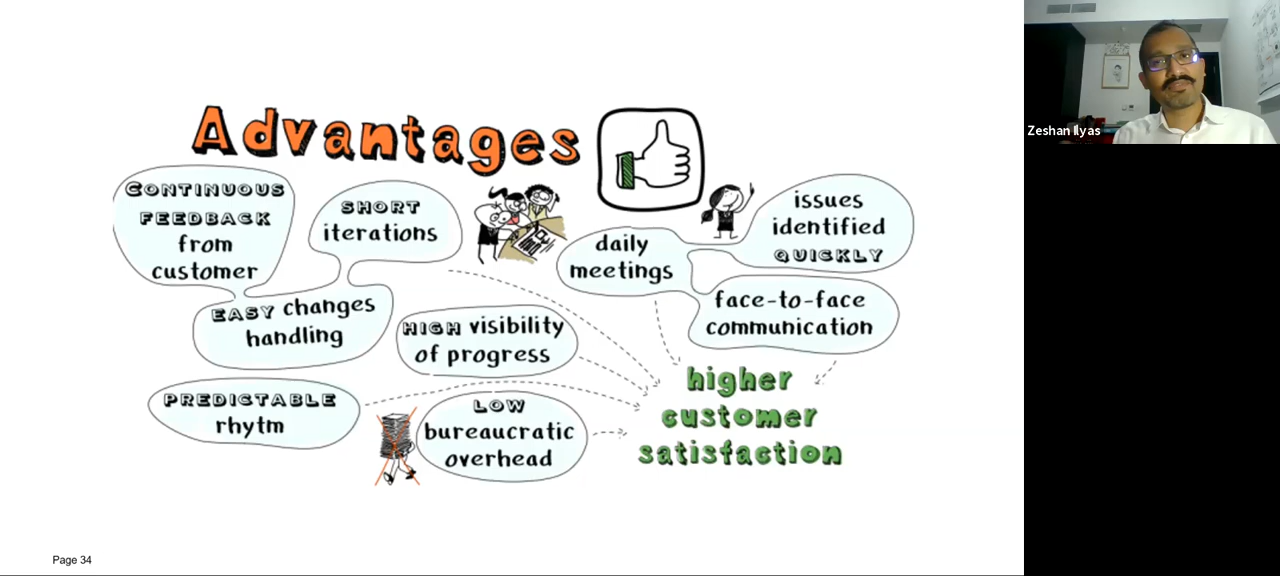 Advantages
CONTINUOUS
FEEDBACK
from
customer
SHORT
iterations
EASY changes
handling
HIGH visibility
of progress
PREDICTABLE
rhytm
LOW
bureaucratic
overhead
daily
meetings
issues
identified
QUICKLY
face-to-face
communication
higher
customer
satisfaction
Page 34
Zeshan Ilyas